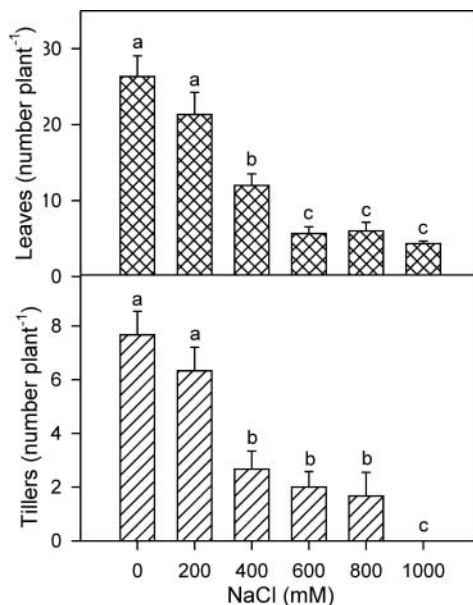 Leaves (number plant⁻¹)
30
20
10
0
a
a
b
c
c
c
Tillers (number plant⁻¹)
8
6
4
2
0
a
a
b
b
b
c
0 200 400 600 800 1000
NaCl (mM)